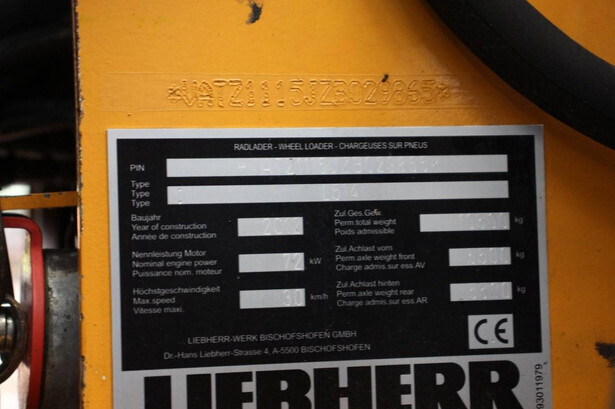 *VATZ1115JZB029865*
RADLADER - WHEEL LOADER - CHARGEUSES SUR PNEUS
PIN
Type
Type L514
Type
Baujahr
Year of construction
Année de construction
Zul.Ges.Gew.
Perm.total weight kg
Poids admissible
Nennleistung Motor
Nominal engine power 72 kW
Puissance nom. moteur
Zul.Achlast vorn
Perm.axle weight front kg
Charge admis.sur ess.AV
Höchstgeschwindigkeit
Max.speed 30 km/h
Vitesse maxi.
Zul.Achlast hinten
Perm.axle weight rear kg
Charge admis.sur ess.AR
LIEBHERR-WERK BISCHOFSHOFEN GMBH
Dr.-Hans Liebherr-Strasse 4, A-5500 BISCHOFSHOFEN
CE
LIEBHERR
93011979